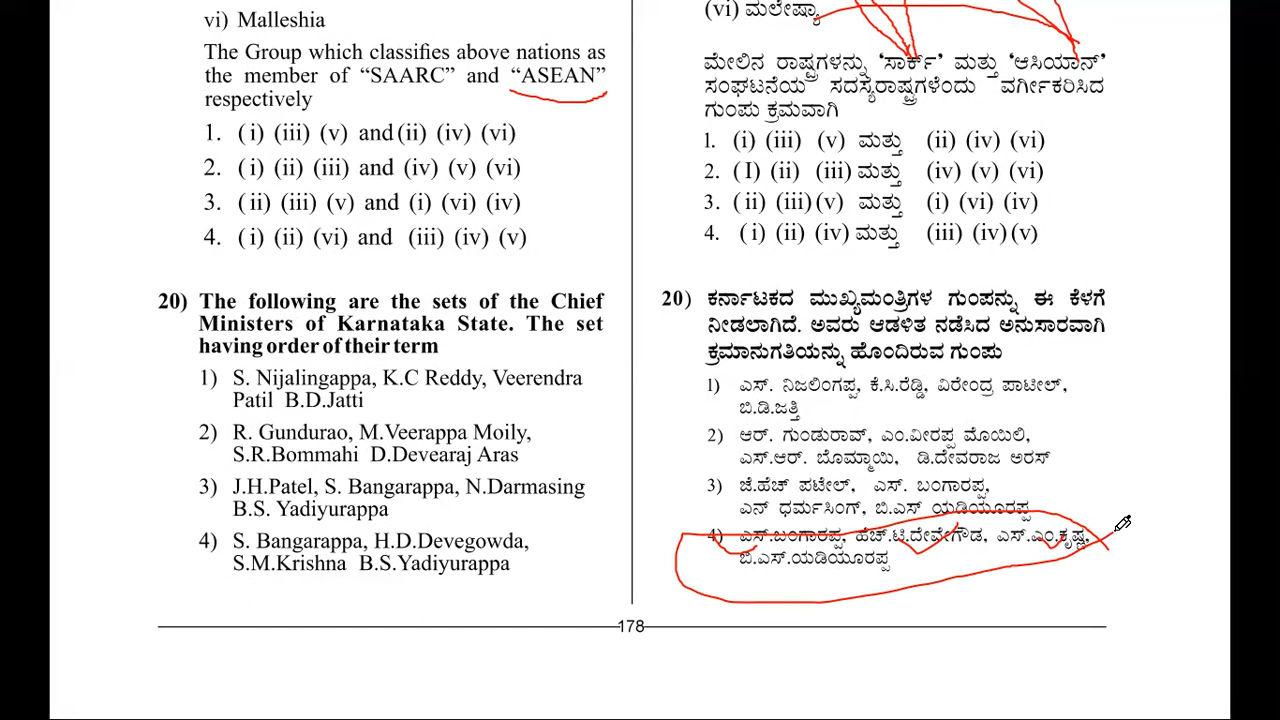 vi) Malleshia
The Group which classifies above nations as
the member of “SAARC” and “ASEAN”
respectively
1. (i) (iii) (v) and (ii) (iv) (vi)
2. (i) (ii) (iii) and (iv) (v) (vi)
3. (ii) (iii) (v) and (i) (vi) (iv)
4. (i) (ii) (vi) and (iii) (iv) (v)
20) The following are the sets of the Chief
Ministers of Karnataka State. The set
having order of their term
1) S. Nijalingappa, K.C Reddy, Veerendra
Patil B.D.Jatti
2) R. Gundurao, M.Veerappa Moily,
S.R.Bommahi D.Devearaj Aras
3) J.H.Patel, S. Bangarappa, N.Darmasing
B.S. Yadiyurappa
4) S. Bangarappa, H.D.Devegowda,
S.M.Krishna B.S.Yadiyurappa
(vi) ಮಲೇಷ್ಯಾ
ಮೇಲಿನ ರಾಷ್ಟ್ರಗಳನ್ನು ‘ಸಾರ್ಕ್’ ಮತ್ತು ‘ಆಸಿಯಾನ್’
ಸಂಘಟನೆಯ ಸದಸ್ಯರಾಷ್ಟ್ರಗಳೆಂದು ವರ್ಗೀಕರಿಸಿದ
ಗುಂಪು ಕ್ರಮವಾಗಿ
1. (i) (iii) (v) ಮತ್ತು (ii) (iv) (vi)
2. (I) (ii) (iii) ಮತ್ತು (iv) (v) (vi)
3. (ii) (iii) (v) ಮತ್ತು (i) (vi) (iv)
4. (i) (ii) (iv) ಮತ್ತು (iii) (iv) (v)
20) ಕರ್ನಾಟಕದ ಮುಖ್ಯಮಂತ್ರಿಗಳ ಗುಂಪನ್ನು ಈ ಕೆಳಗೆ
ನೀಡಲಾಗಿದೆ. ಅವರು ಆಡಳಿತ ನಡೆಸಿದ ಅನುಸಾರವಾಗಿ
ಕ್ರಮಾನುಗತಿಯನ್ನು ಹೊಂದಿರುವ ಗುಂಪು
1) ಎಸ್. ನಿಜಲಿಂಗಪ್ಪ, ಕೆ.ಸಿ.ರೆಡ್ಡಿ, ವಿರೇಂದ್ರ ಪಾಟೀಲ್,
ಬಿ.ಡಿ.ಜತ್ತಿ
2) ಆರ್. ಗುಂಡುರಾವ್, ಎಂ.ವೀರಪ್ಪ ಮೊಯಿಲಿ,
ಎಸ್.ಆರ್. ಬೊಮ್ಮಾಯಿ, ಡಿ.ದೇವರಾಜ ಅರಸ್
3) ಜೆ.ಹೆಚ್ ಪಟೇಲ್, ಎಸ್. ಬಂಗಾರಪ್ಪ,
ಎನ್ ಧರ್ಮಸಿಂಗ್, ಬಿ.ಎಸ್ ಯಡಿಯೂರಪ್ಪ
4) ಎಸ್.ಬಂಗಾರಪ್ಪ, ಹೆಚ್.ಟಿ.ದೇವೇಗೌಡ, ಎಸ್.ಎಂ.ಕೃಷ್ಣ,
ಬಿ.ಎಸ್.ಯಡಿಯೂರಪ್ಪ
178